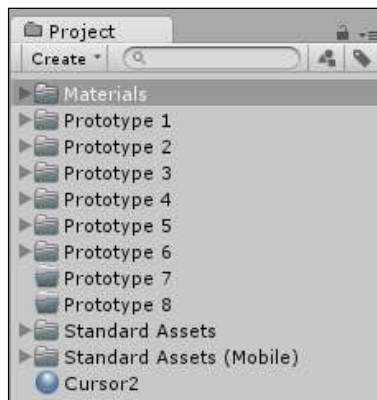 Project
Create
Materials
Prototype 1
Prototype 2
Prototype 3
Prototype 4
Prototype 5
Prototype 6
Prototype 7
Prototype 8
Standard Assets
Standard Assets (Mobile)
Cursor2